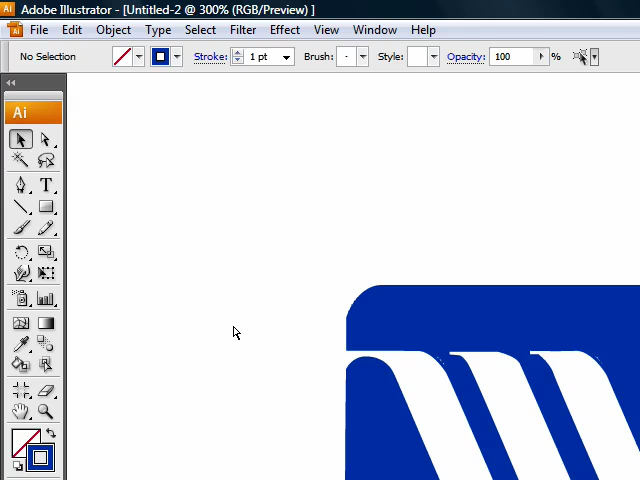 Ai Adobe Illustrator - [Untitled-2 @ 300% (RGB/Preview) ]
File Edit Object Type Select Filter Effect View Window Help
No Selection Stroke: 1 pt Brush: Style: Opacity: 100 %
Ai
T